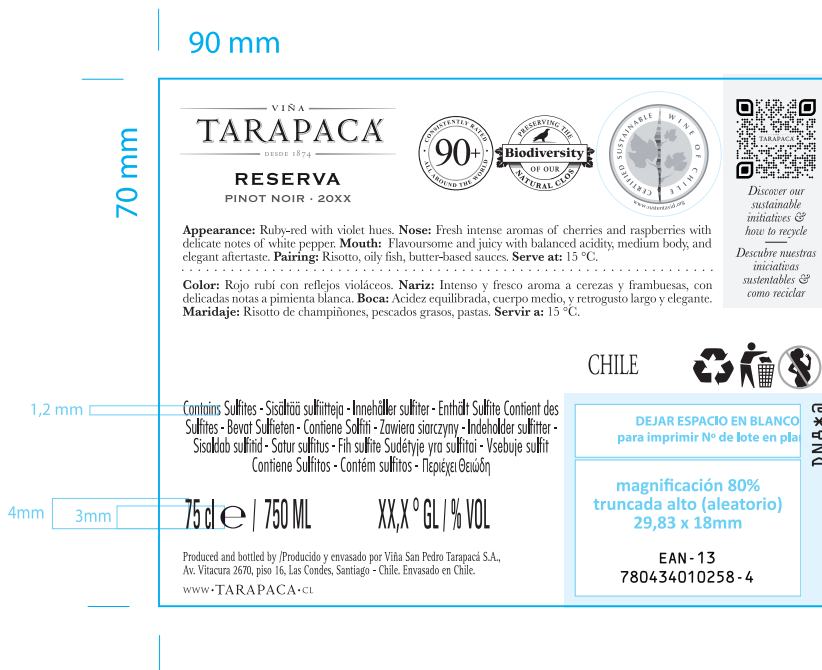 90 mm
70 mm
VIÑA
TARAPACÁ
DESDE 1874
RESERVA
PINOT NOIR · 20XX
CONSISTENTLY RATED
90+
ALL AROUND THE WORLD
PRESERVING THE
Biodiversity
OF OUR
NATURAL CLOS
CERTIFIED SUSTAINABLE WINE OF CHILE
www.sustentavid.org
TARAPACÁ
Discover our
sustainable
initiatives &
how to recycle
Descubre nuestras
iniciativas
sustentables &
como reciclar
Appearance: Ruby-red with violet hues. Nose: Fresh intense aromas of cherries and raspberries with
delicate notes of white pepper. Mouth: Flavoursome and juicy with balanced acidity, medium body, and
elegant aftertaste. Pairing: Risotto, oily fish, butter-based sauces. Serve at: 15 °C.
Color: Rojo rubí con reflejos violáceos. Nariz: Intenso y fresco aroma a cerezas y frambuesas, con
delicadas notas a pimienta blanca. Boca: Acidez equilibrada, cuerpo medio, y retrogusto largo y elegante.
Maridaje: Risotto de champiñones, pescados grasos, pastas. Servir a: 15 °C.
CHILE
1,2 mm
Contains Sulfites - Sisältää sulfiitteja - Innehåller sulfiter - Enthält Sulfite Contient des
Sulfites - Bevat Sulfieten - Contiene Solfiti - Zawiera siarczyny - Indeholder sulfitter -
Sisaldab sulfitid - Satur sulfitus - Fih sulfite Sudétyje yra sulfitai - Vsebuje sulfit
Contiene Sulfitos - Contém sulfitos - Περιέχει Θειώδη
4mm
3mm
75 cl ℮ / 750 ML
XX,X ° GL / % VOL
Produced and bottled by /Producido y envasado por Viña San Pedro Tarapacá S.A.,
Av. Vitacura 2670, piso 16, Las Condes, Santiago - Chile. Envasado en Chile.
WWW·TARAPACA·CL
DEJAR ESPACIO EN BLANCO
para imprimir Nº de lote en pla
magnificación 80%
truncada alto (aleatorio)
29,83 x 18mm
EAN-13
780434010258-4